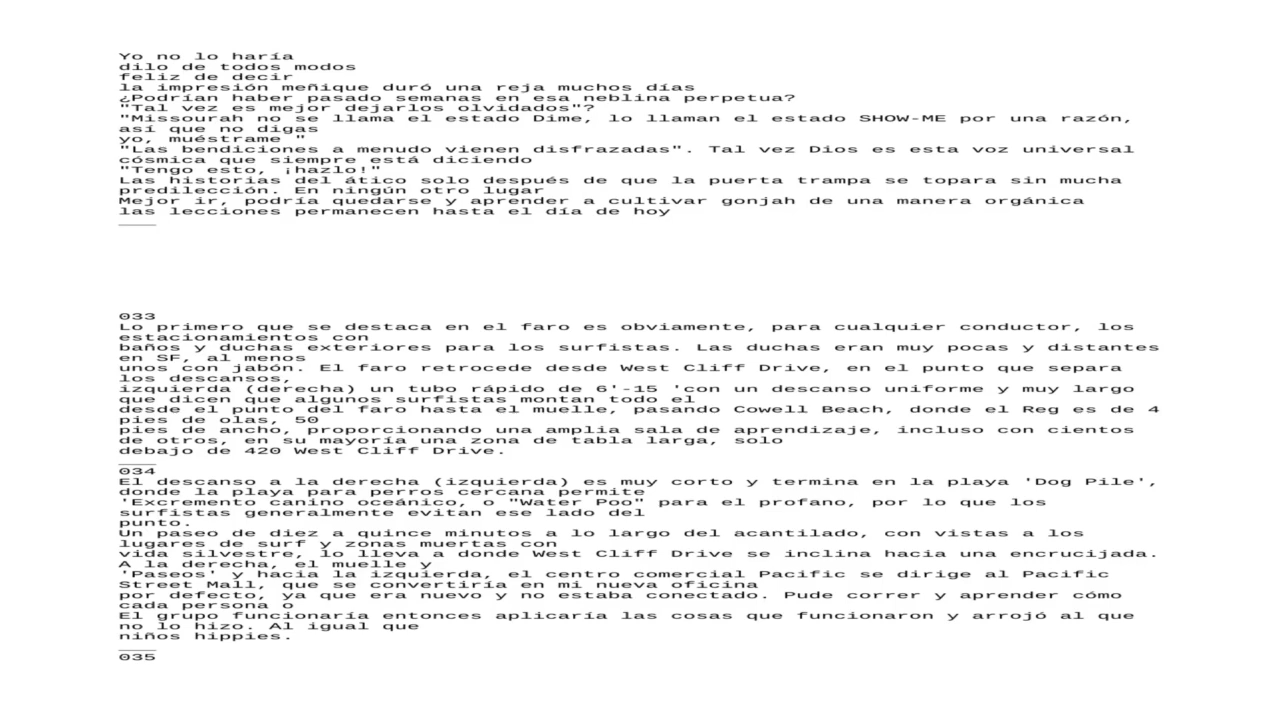 Yo no lo haría
dilo de todos modos
feliz de decir
la impresión meñique duró una reja muchos días
¿Podrían haber pasado semanas en esa neblina perpetua?
"Tal vez es mejor dejarlos olvidados"?
"Missourah no se llama el estado Dime, lo llaman el estado SHOW-ME por una razón,
así que no digas
yo, muéstrame "
"Las bendiciones a menudo vienen disfrazadas". Tal vez Dios es esta voz universal
cósmica que siempre está diciendo
"Tengo esto, ¡hazlo!"
Las historias del ático solo después de que la puerta trampa se topara sin mucha
predilección. En ningún otro lugar
Mejor ir, podría quedarse y aprender a cultivar gonjah de una manera orgánica
las lecciones permanecen hasta el día de hoy
____
033
Lo primero que se destaca en el faro es obviamente, para cualquier conductor, los
estacionamientos con
baños y duchas exteriores para los surfistas. Las duchas eran muy pocas y distantes
en SF, al menos
unos con jabón. El faro retrocede desde West Cliff Drive, en el punto que separa
los descansos,
izquierda (derecha) un tubo rápido de 6'-15 'con un descanso uniforme y muy largo
que dicen que algunos surfistas montan todo el
desde el punto del faro hasta el muelle, pasando Cowell Beach, donde el Reg es de 4
pies de olas, 50
pies de ancho, proporcionando una amplia sala de aprendizaje, incluso con cientos
de otros, en su mayoría una zona de tabla larga, solo
debajo de 420 West Cliff Drive.
___
034
El descanso a la derecha (izquierda) es muy corto y termina en la playa 'Dog Pile',
donde la playa para perros cercana permite
'Excremento canino oceánico, o "Water Poo" para el profano, por lo que los
surfistas generalmente evitan ese lado del
punto.
Un paseo de diez a quince minutos a lo largo del acantilado, con vistas a los
lugares de surf y zonas muertas con
vida silvestre, lo lleva a donde West Cliff Drive se inclina hacia una encrucijada.
A la derecha, el muelle y
'Paseos' y hacia la izquierda, el centro comercial Pacific se dirige al Pacific
Street Mall, que se convertiría en mi nueva oficina
por defecto, ya que era nuevo y no estaba conectado. Pude correr y aprender cómo
cada persona o
El grupo funcionaría entonces aplicaría las cosas que funcionaron y arrojó al que
no lo hizo. Al igual que
niños hippies.
___
035